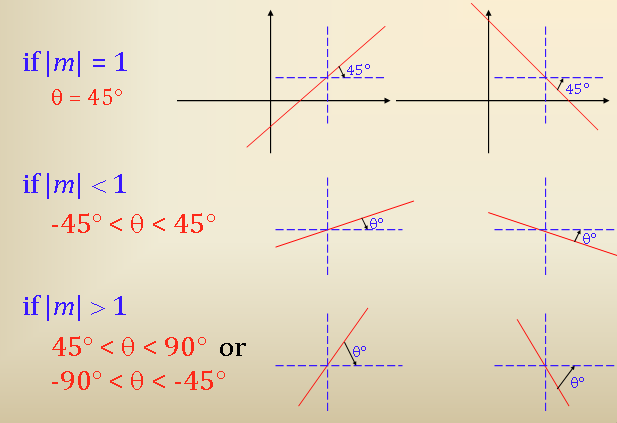 if |m| = 1
θ = 45°
45°
45°
if |m| < 1
-45° < θ < 45°
θ°
θ°
if |m| > 1
45° < θ < 90° or
-90° < θ < -45°
θ°
θ°